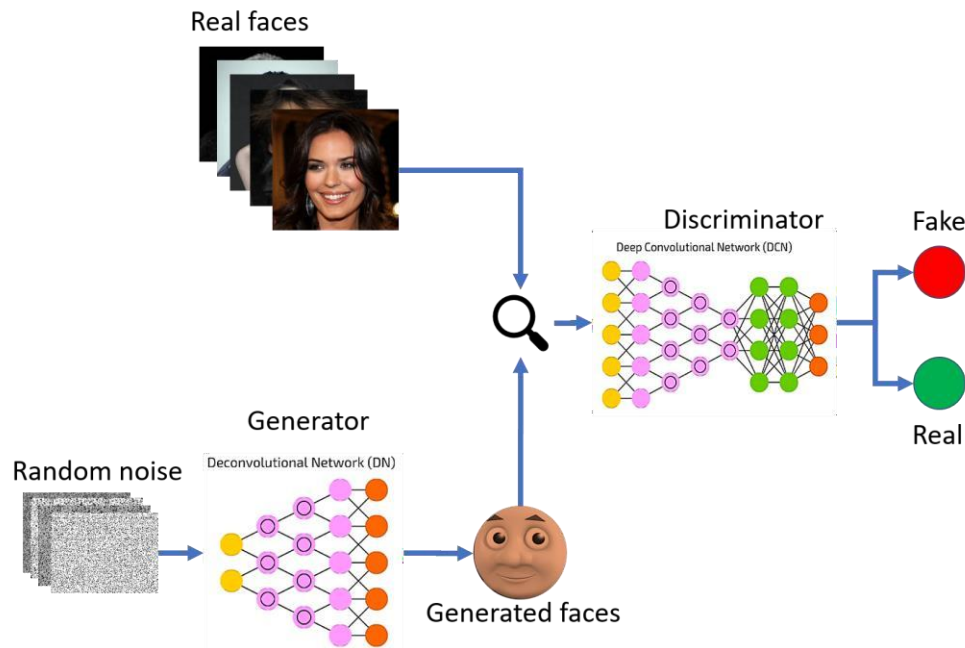 Real faces
Discriminator
Deep Convolutional Network (DCN)
Fake
Real
Generator
Deconvolutional Network (DN)
Random noise
Generated faces